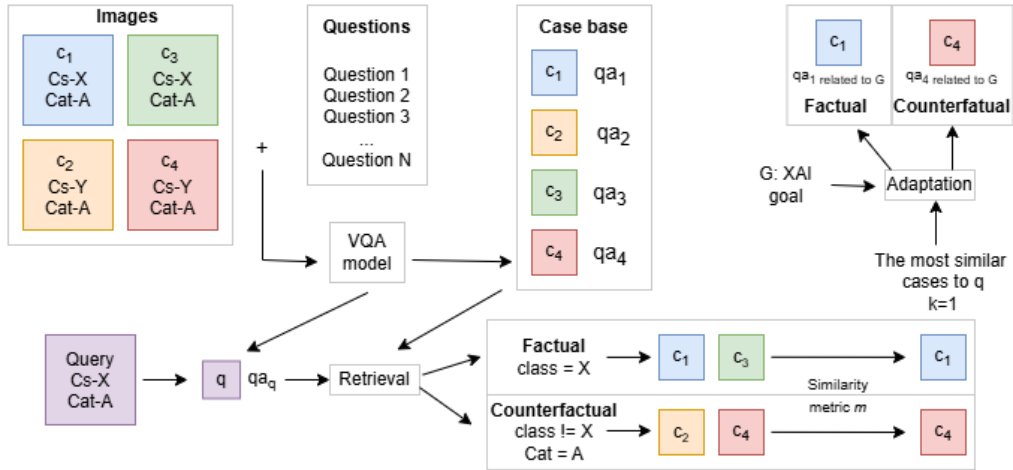 Images
c1
Cs-X
Cat-A
c3
Cs-X
Cat-A
c2
Cs-Y
Cat-A
c4
Cs-Y
Cat-A
+
Questions
Question 1
Question 2
Question 3
...
Question N
VQA
model
Case base
c1 qa1
c2 qa2
c3 qa3
c4 qa4
c1
qa1 related to G
Factual
c4
qa4 related to G
Counterfatual
G: XAI
goal
Adaptation
The most similar
cases to q
k=1
Query
Cs-X
Cat-A
q qaq
Retrieval
Factual
class = X
c1 c3
c1
Similarity
metric m
Counterfactual
class != X
Cat = A
c2 c4
c4